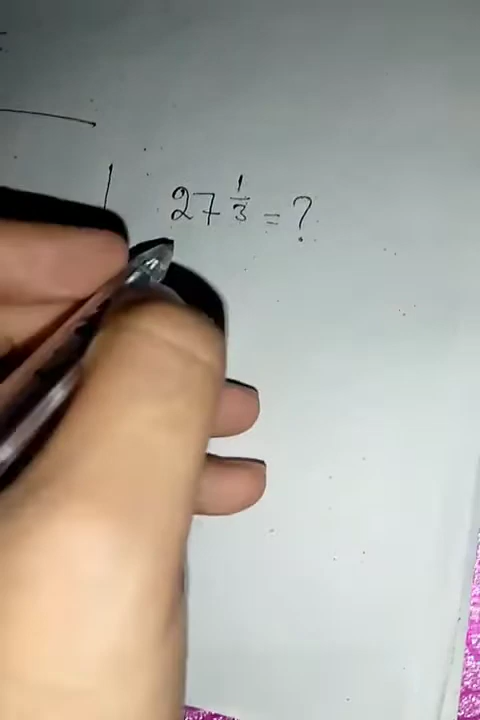 27^{1/3} = ?